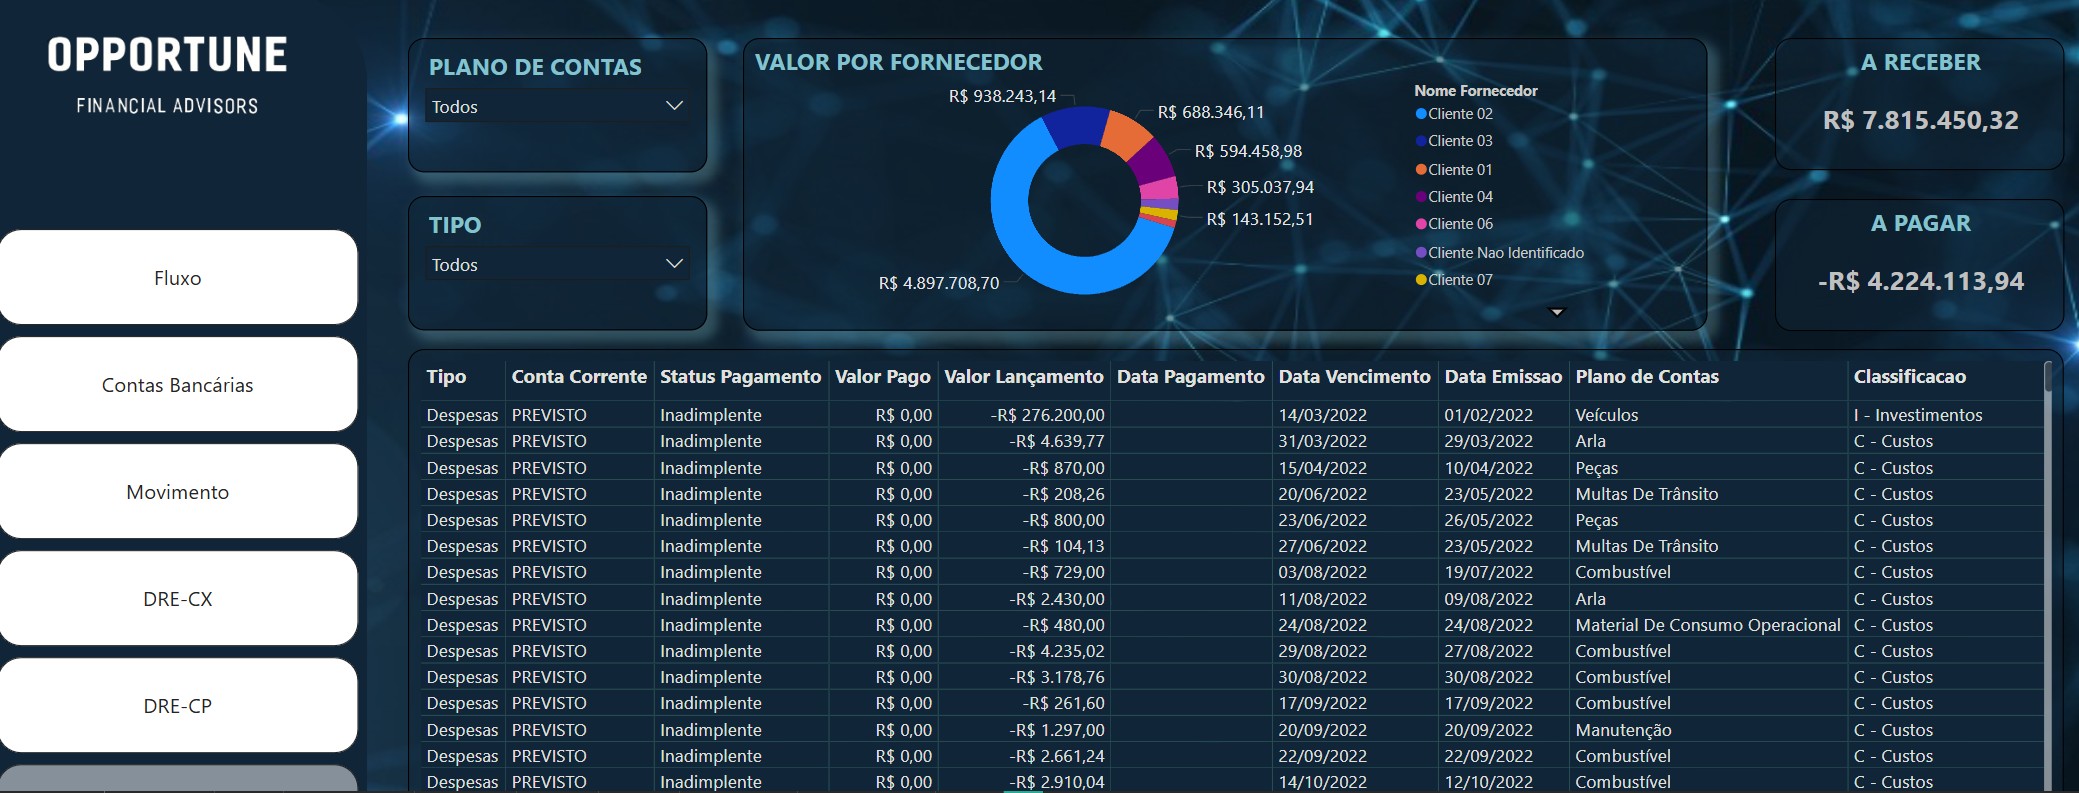 OPPORTUNE
FINANCIAL ADVISORS
Fluxo
Contas Bancárias
Movimento
DRE-CX
DRE-CP
PLANO DE CONTAS
Todos
TIPO
Todos
VALOR POR FORNECEDOR
R$ 938.243,14
R$ 688.346,11
R$ 594.458,98
R$ 305.037,94
R$ 143.152,51
R$ 4.897.708,70
Nome Fornecedor
Cliente 02
Cliente 03
Cliente 01
Cliente 04
Cliente 06
Cliente Nao Identificado
Cliente 07
A RECEBER
R$ 7.815.450,32
A PAGAR
-R$ 4.224.113,94
Tipo Conta Corrente Status Pagamento Valor Pago Valor Lançamento Data Pagamento Data Vencimento Data Emissao Plano de Contas Classificacao
Despesas PREVISTO Inadimplente R$ 0,00 -R$ 276.200,00 14/03/2022 01/02/2022 Veículos I - Investimentos
Despesas PREVISTO Inadimplente R$ 0,00 -R$ 4.639,77 31/03/2022 29/03/2022 Arla C - Custos
Despesas PREVISTO Inadimplente R$ 0,00 -R$ 870,00 15/04/2022 10/04/2022 Peças C - Custos
Despesas PREVISTO Inadimplente R$ 0,00 -R$ 208,26 20/06/2022 23/05/2022 Multas De Trânsito C - Custos
Despesas PREVISTO Inadimplente R$ 0,00 -R$ 800,00 23/06/2022 26/05/2022 Peças C - Custos
Despesas PREVISTO Inadimplente R$ 0,00 -R$ 104,13 27/06/2022 23/05/2022 Multas De Trânsito C - Custos
Despesas PREVISTO Inadimplente R$ 0,00 -R$ 729,00 03/08/2022 19/07/2022 Combustível C - Custos
Despesas PREVISTO Inadimplente R$ 0,00 -R$ 2.430,00 11/08/2022 09/08/2022 Arla C - Custos
Despesas PREVISTO Inadimplente R$ 0,00 -R$ 480,00 24/08/2022 24/08/2022 Material De Consumo Operacional C - Custos
Despesas PREVISTO Inadimplente R$ 0,00 -R$ 4.235,02 29/08/2022 27/08/2022 Combustível C - Custos
Despesas PREVISTO Inadimplente R$ 0,00 -R$ 3.178,76 30/08/2022 30/08/2022 Combustível C - Custos
Despesas PREVISTO Inadimplente R$ 0,00 -R$ 261,60 17/09/2022 17/09/2022 Combustível C - Custos
Despesas PREVISTO Inadimplente R$ 0,00 -R$ 1.297,00 20/09/2022 20/09/2022 Manutenção C - Custos
Despesas PREVISTO Inadimplente R$ 0,00 -R$ 2.661,24 22/09/2022 22/09/2022 Combustível C - Custos
Despesas PREVISTO Inadimplente R$ 0,00 -R$ 2.910,04 14/10/2022 12/10/2022 Combustível C - Custos